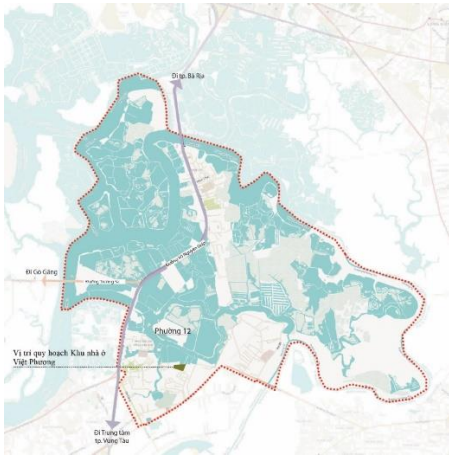 Đi tp. Bà Rịa
Đi Gò Găng
Phường 12
Vị trí quy hoạch Khu nhà ở
Việt Phương
Đi Trung tâm
tp. Vũng Tàu